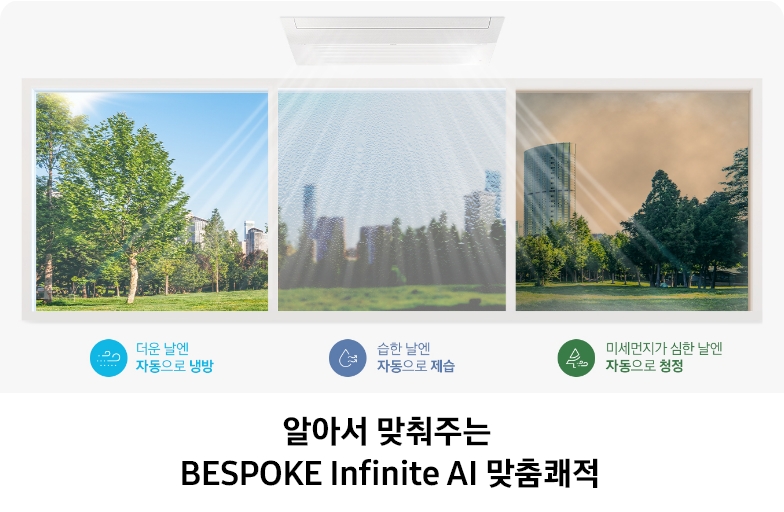 더운 날엔
자동으로 냉방
습한 날엔
자동으로 제습
미세먼지가 심한 날엔
자동으로 청정
알아서 맞춰주는
BESPOKE Infinite AI 맞춤쾌적